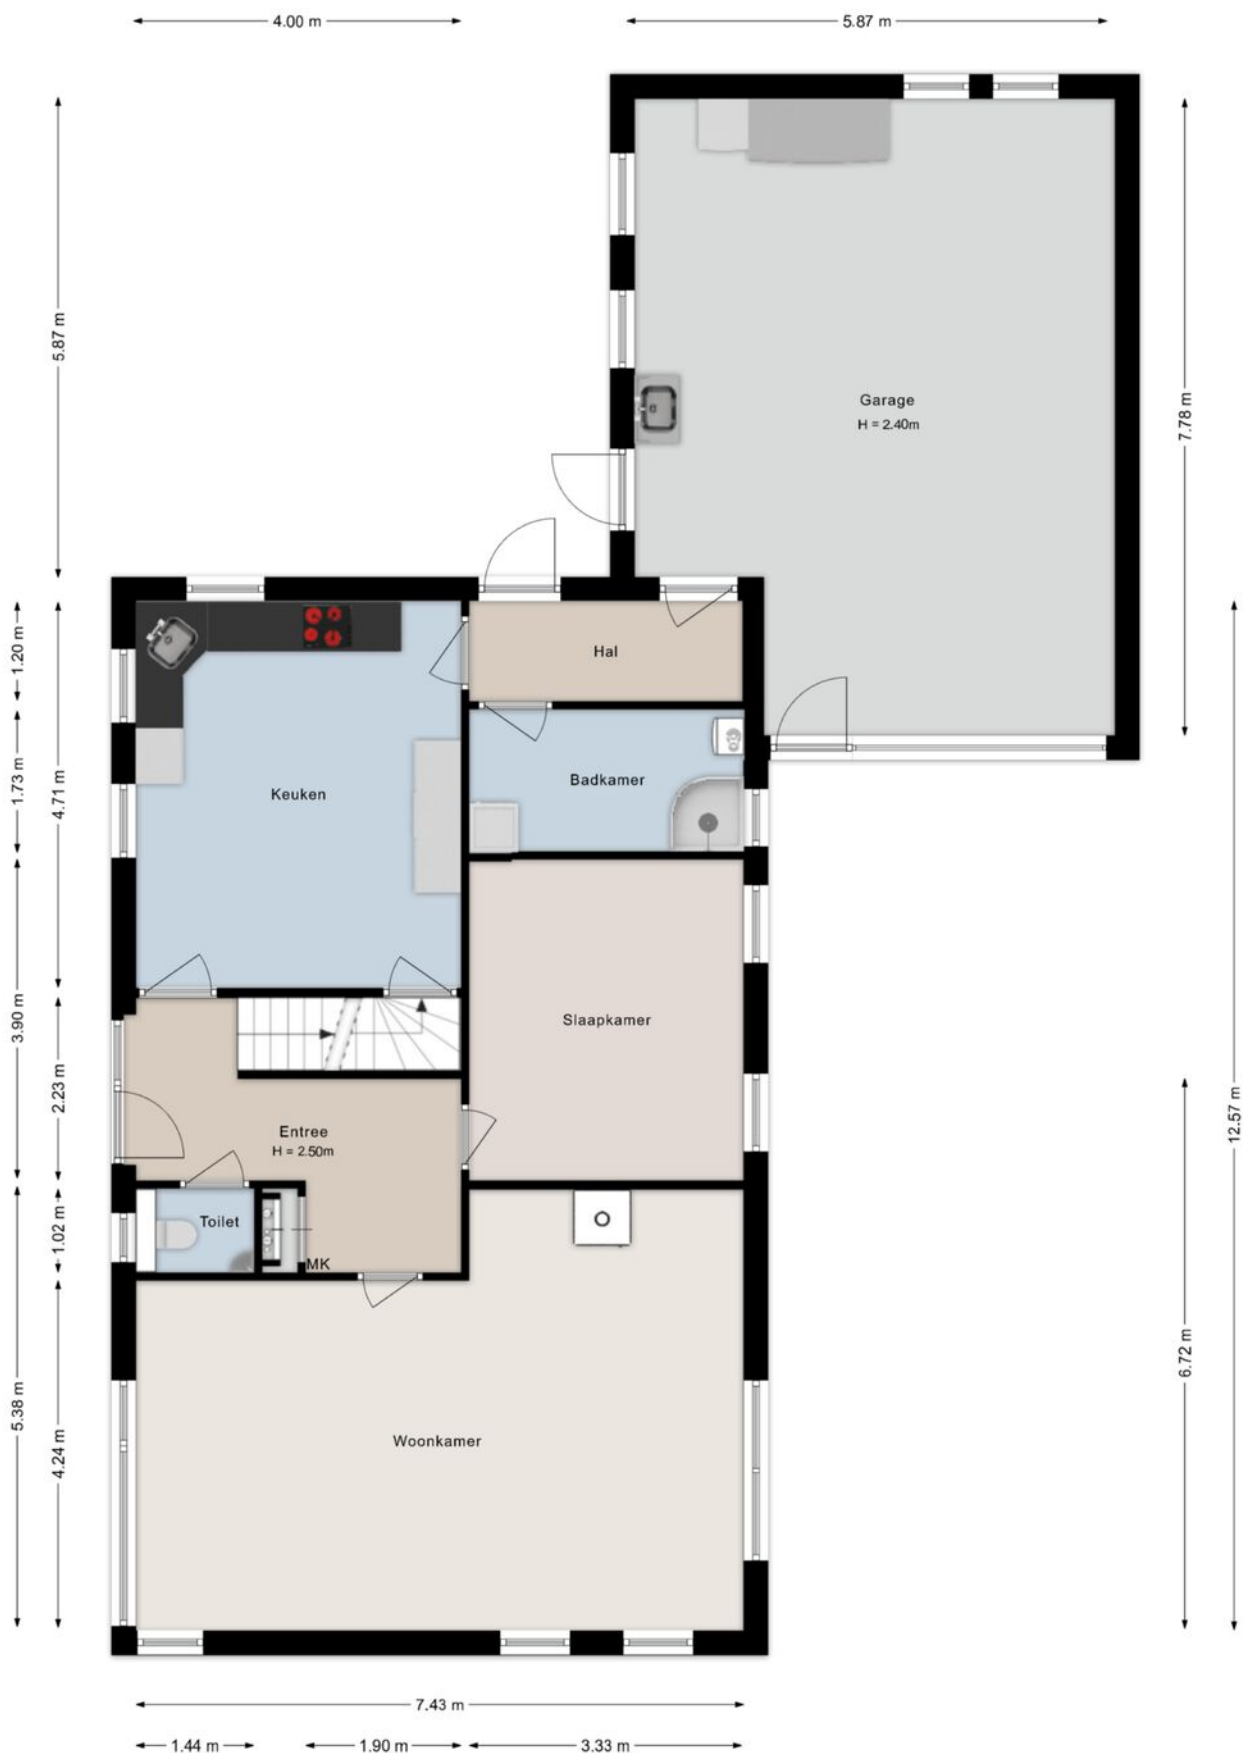 4.00 m
5.87 m
5.87 m
7.78 m
Garage
H = 2.40m
1.20 m
Hal
1.73 m
4.71 m
Keuken
Badkamer
3.90 m
2.23 m
Slaapkamer
12.57 m
Entree
H = 2.50m
1.02 m
Toilet
MK
6.72 m
5.38 m
4.24 m
Woonkamer
7.43 m
1.44 m
1.90 m
3.33 m